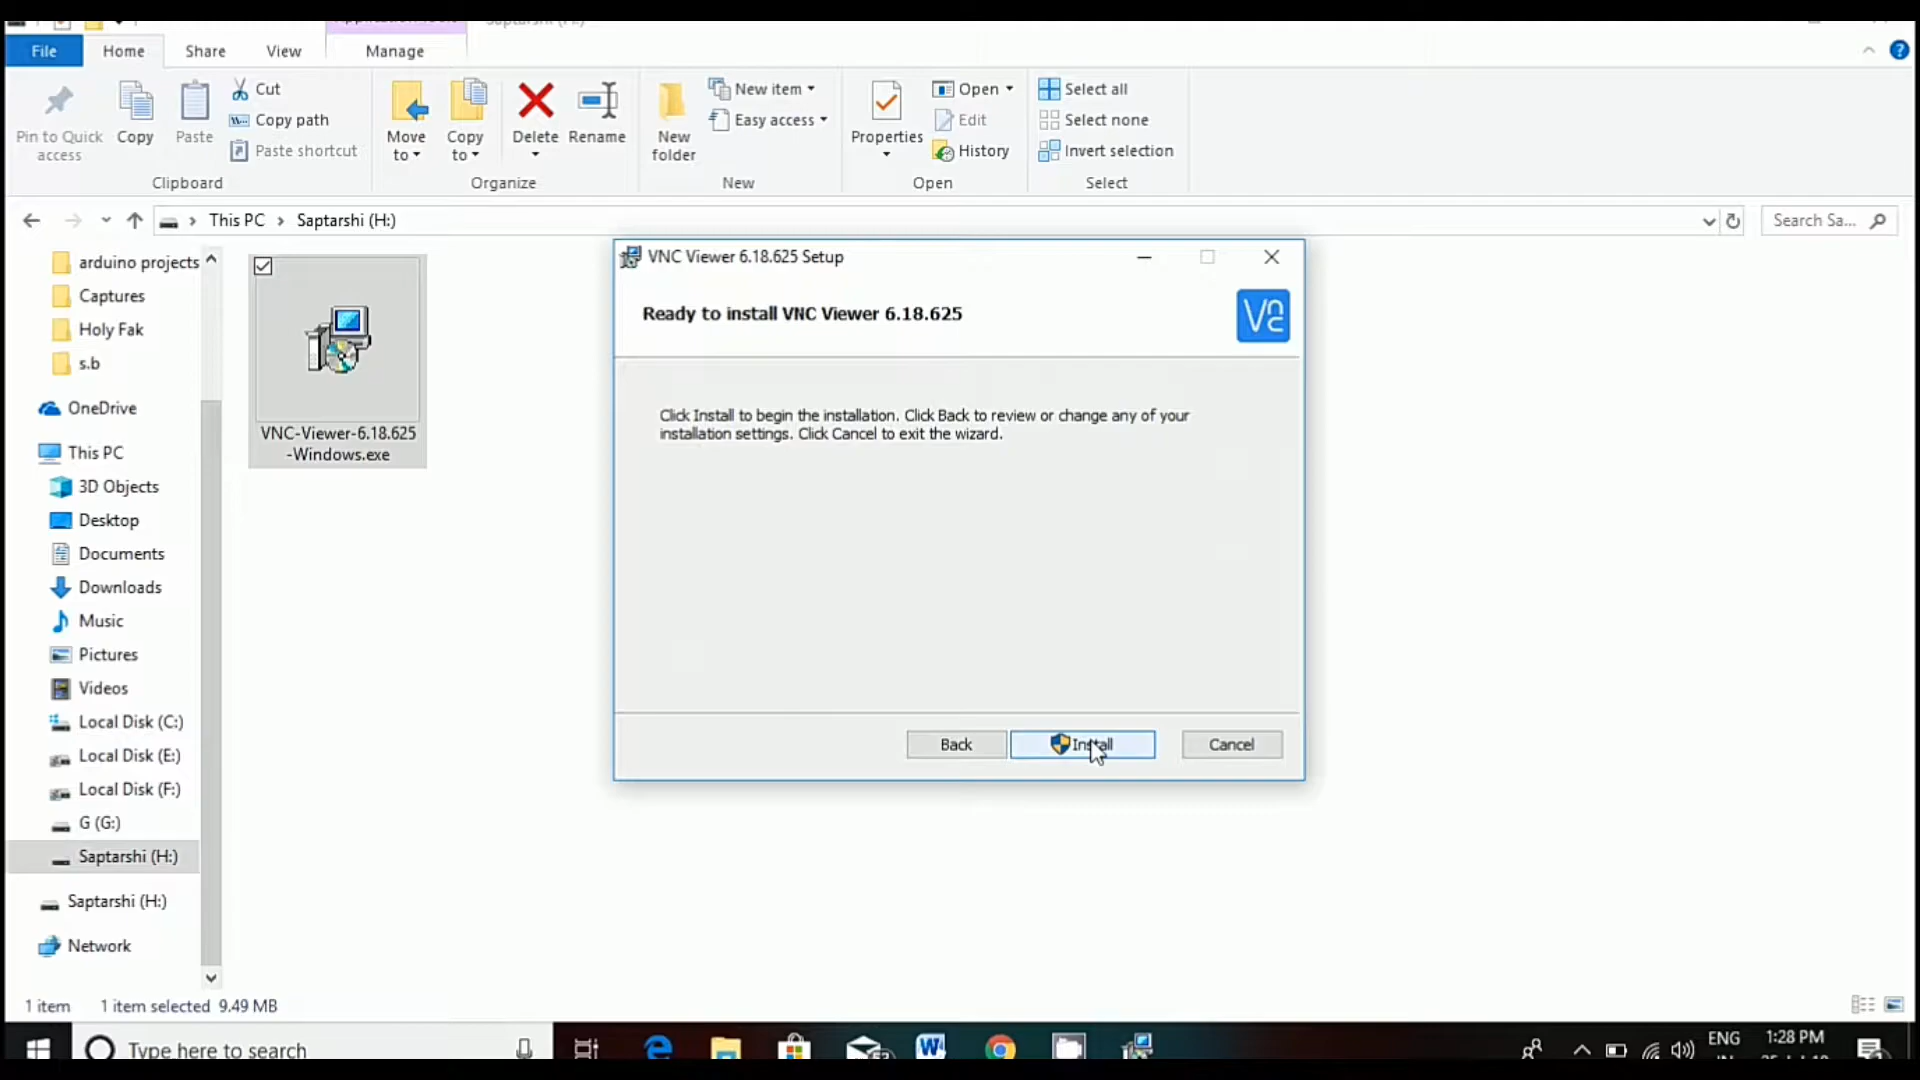 File
Home
Share
View
Manage
Pin to Quick
access
Copy
Paste
Cut
Copy path
Paste shortcut
Clipboard
Move
to
Copy
to
Delete
Rename
Organize
New
folder
New item
Easy access
New
Properties
Open
Edit
History
Open
Select all
Select none
Invert selection
Select
This PC > Saptarshi (H:)
Search Sa...
arduino projects
Captures
Holy Fak
s.b
OneDrive
This PC
3D Objects
Desktop
Documents
Downloads
Music
Pictures
Videos
Local Disk (C:)
Local Disk (E:)
Local Disk (F:)
G (G:)
Saptarshi (H:)
Saptarshi (H:)
Network
VNC-Viewer-6.18.625
-Windows.exe
VNC Viewer 6.18.625 Setup
Ready to install VNC Viewer 6.18.625
Vnc
Click Install to begin the installation. Click Back to review or change any of your
installation settings. Click Cancel to exit the wizard.
Back
Install
Cancel
1 item
1 item selected 9.49 MB
Type here to search
ENG
1:28 PM